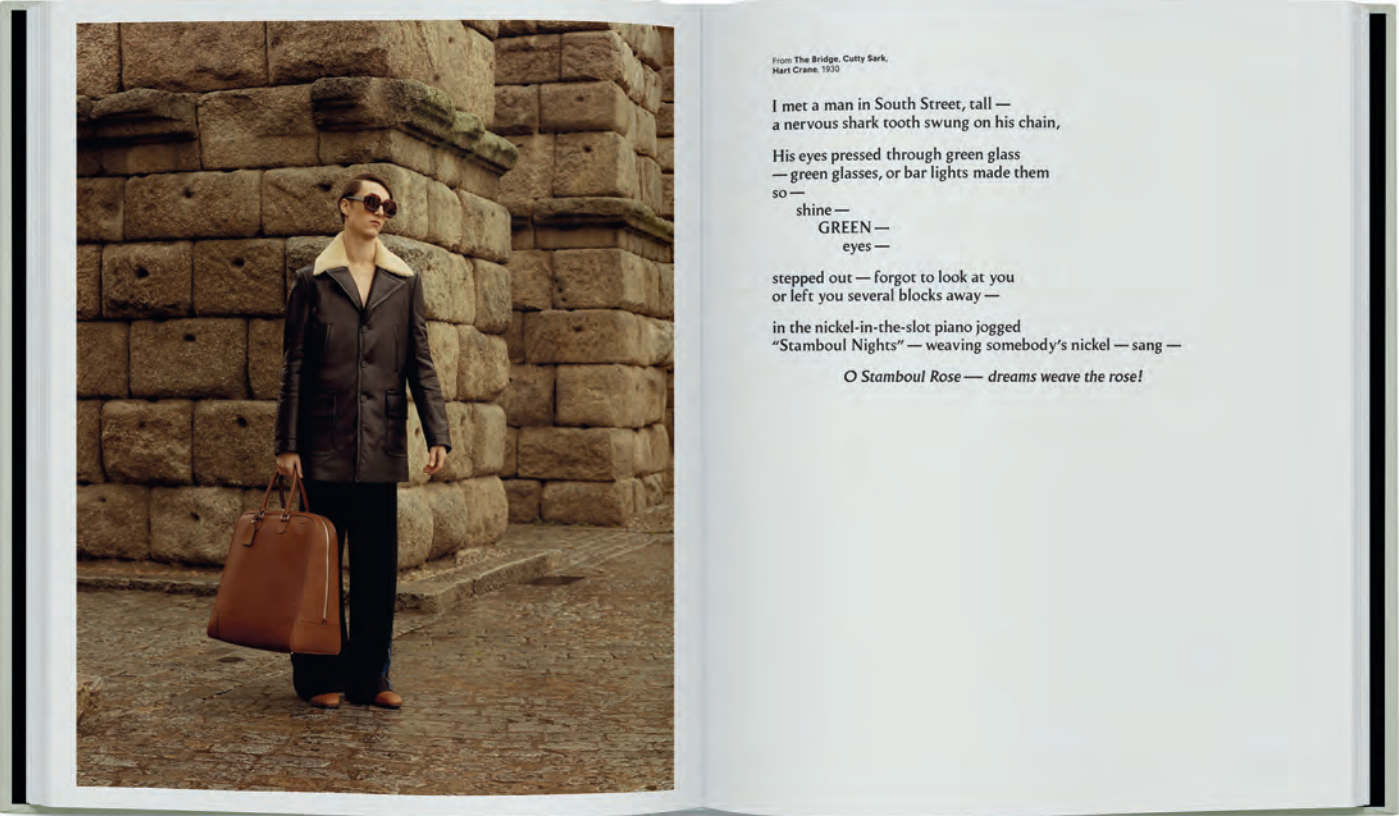 From The Bridge, Cutty Sark,
Hart Crane, 1930
I met a man in South Street, tall —
a nervous shark tooth swung on his chain,
His eyes pressed through green glass
— green glasses, or bar lights made them
so —
shine —
GREEN —
eyes —
stepped out — forgot to look at you
or left you several blocks away —
in the nickel-in-the-slot piano jogged
“Stamboul Nights” — weaving somebody’s nickel — sang —
O Stamboul Rose — dreams weave the rose!